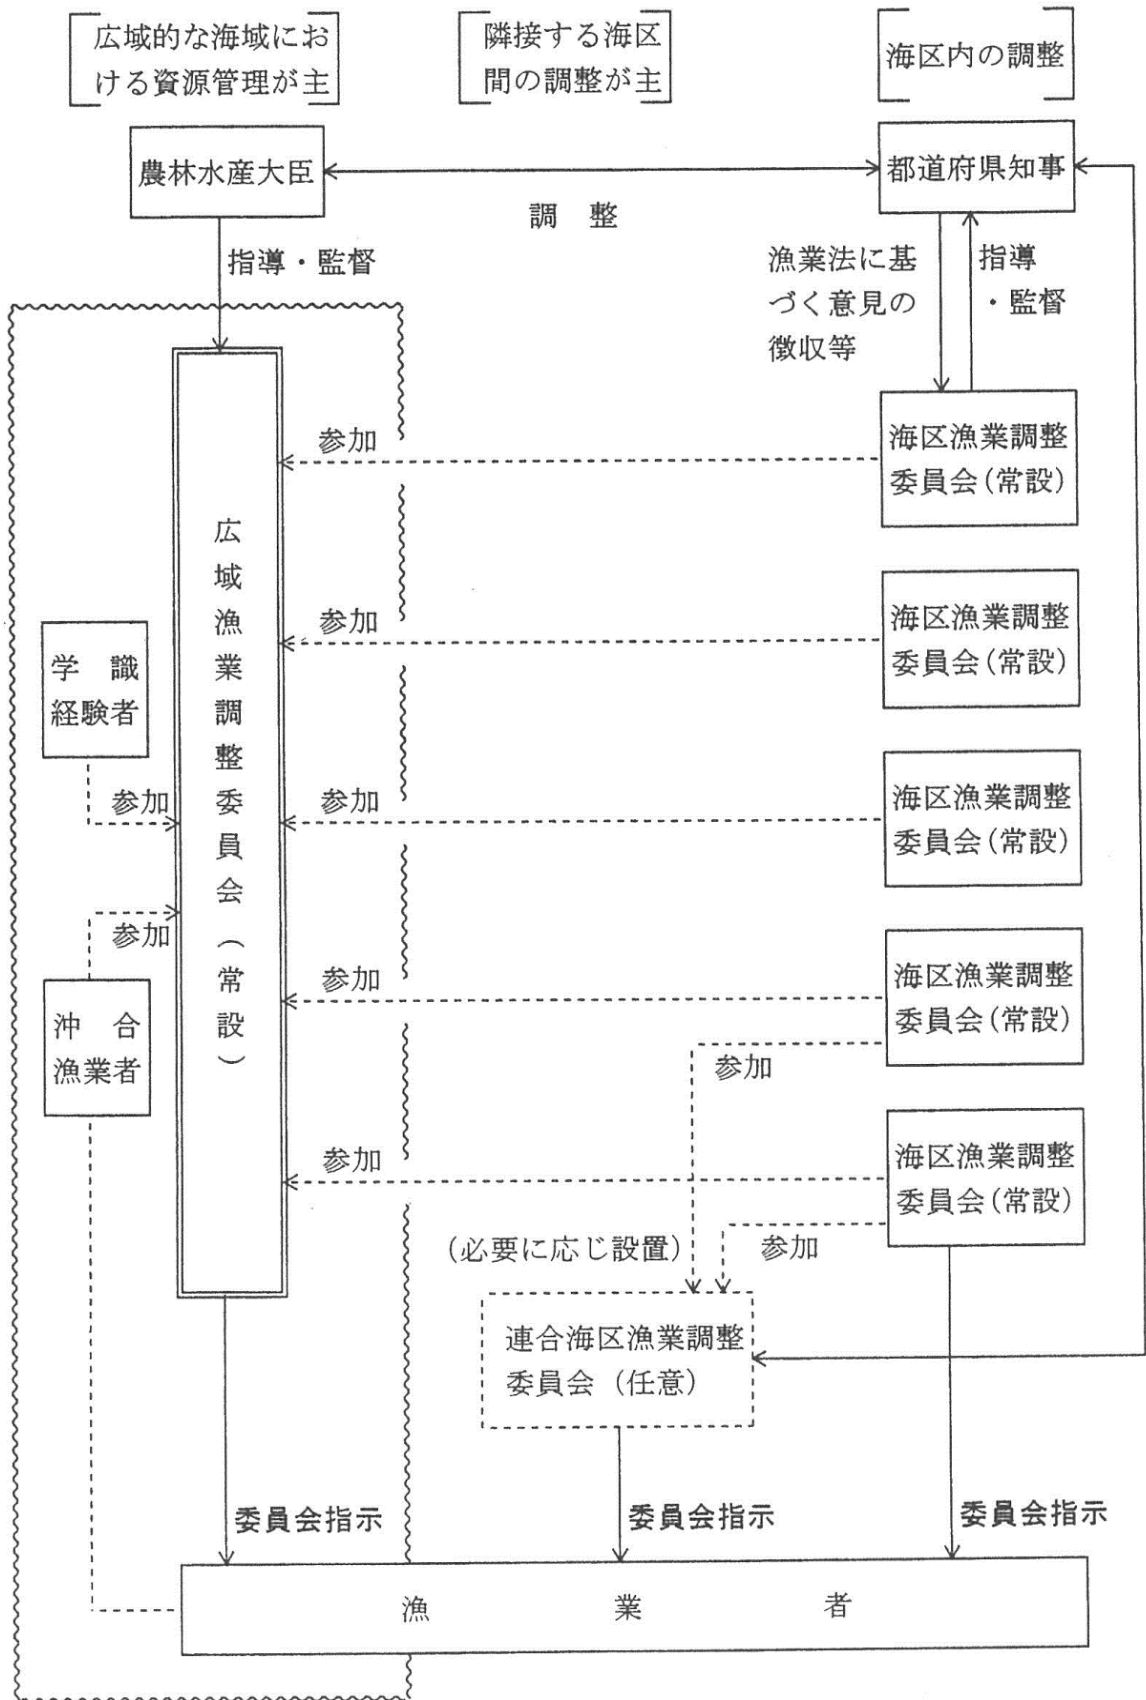 広域的な海域にお
ける資源管理が主
隣接する海区
間の調整が主
海区内の調整
農林水産大臣
都道府県知事
調 整
指導・監督
漁業法に基
づく意見の
徴収等
指導
・監督
海区漁業調整
委員会(常設)
参加
広域漁業調整委員会(常設)
海区漁業調整
委員会(常設)
参加
学 識
経験者
参加
海区漁業調整
委員会(常設)
参加
沖 合
漁業者
参加
海区漁業調整
委員会(常設)
参加
参加
海区漁業調整
委員会(常設)
参加
参加
(必要に応じ設置)
連合海区漁業調整
委員会(任意)
委員会指示
委員会指示
委員会指示
漁 業 者